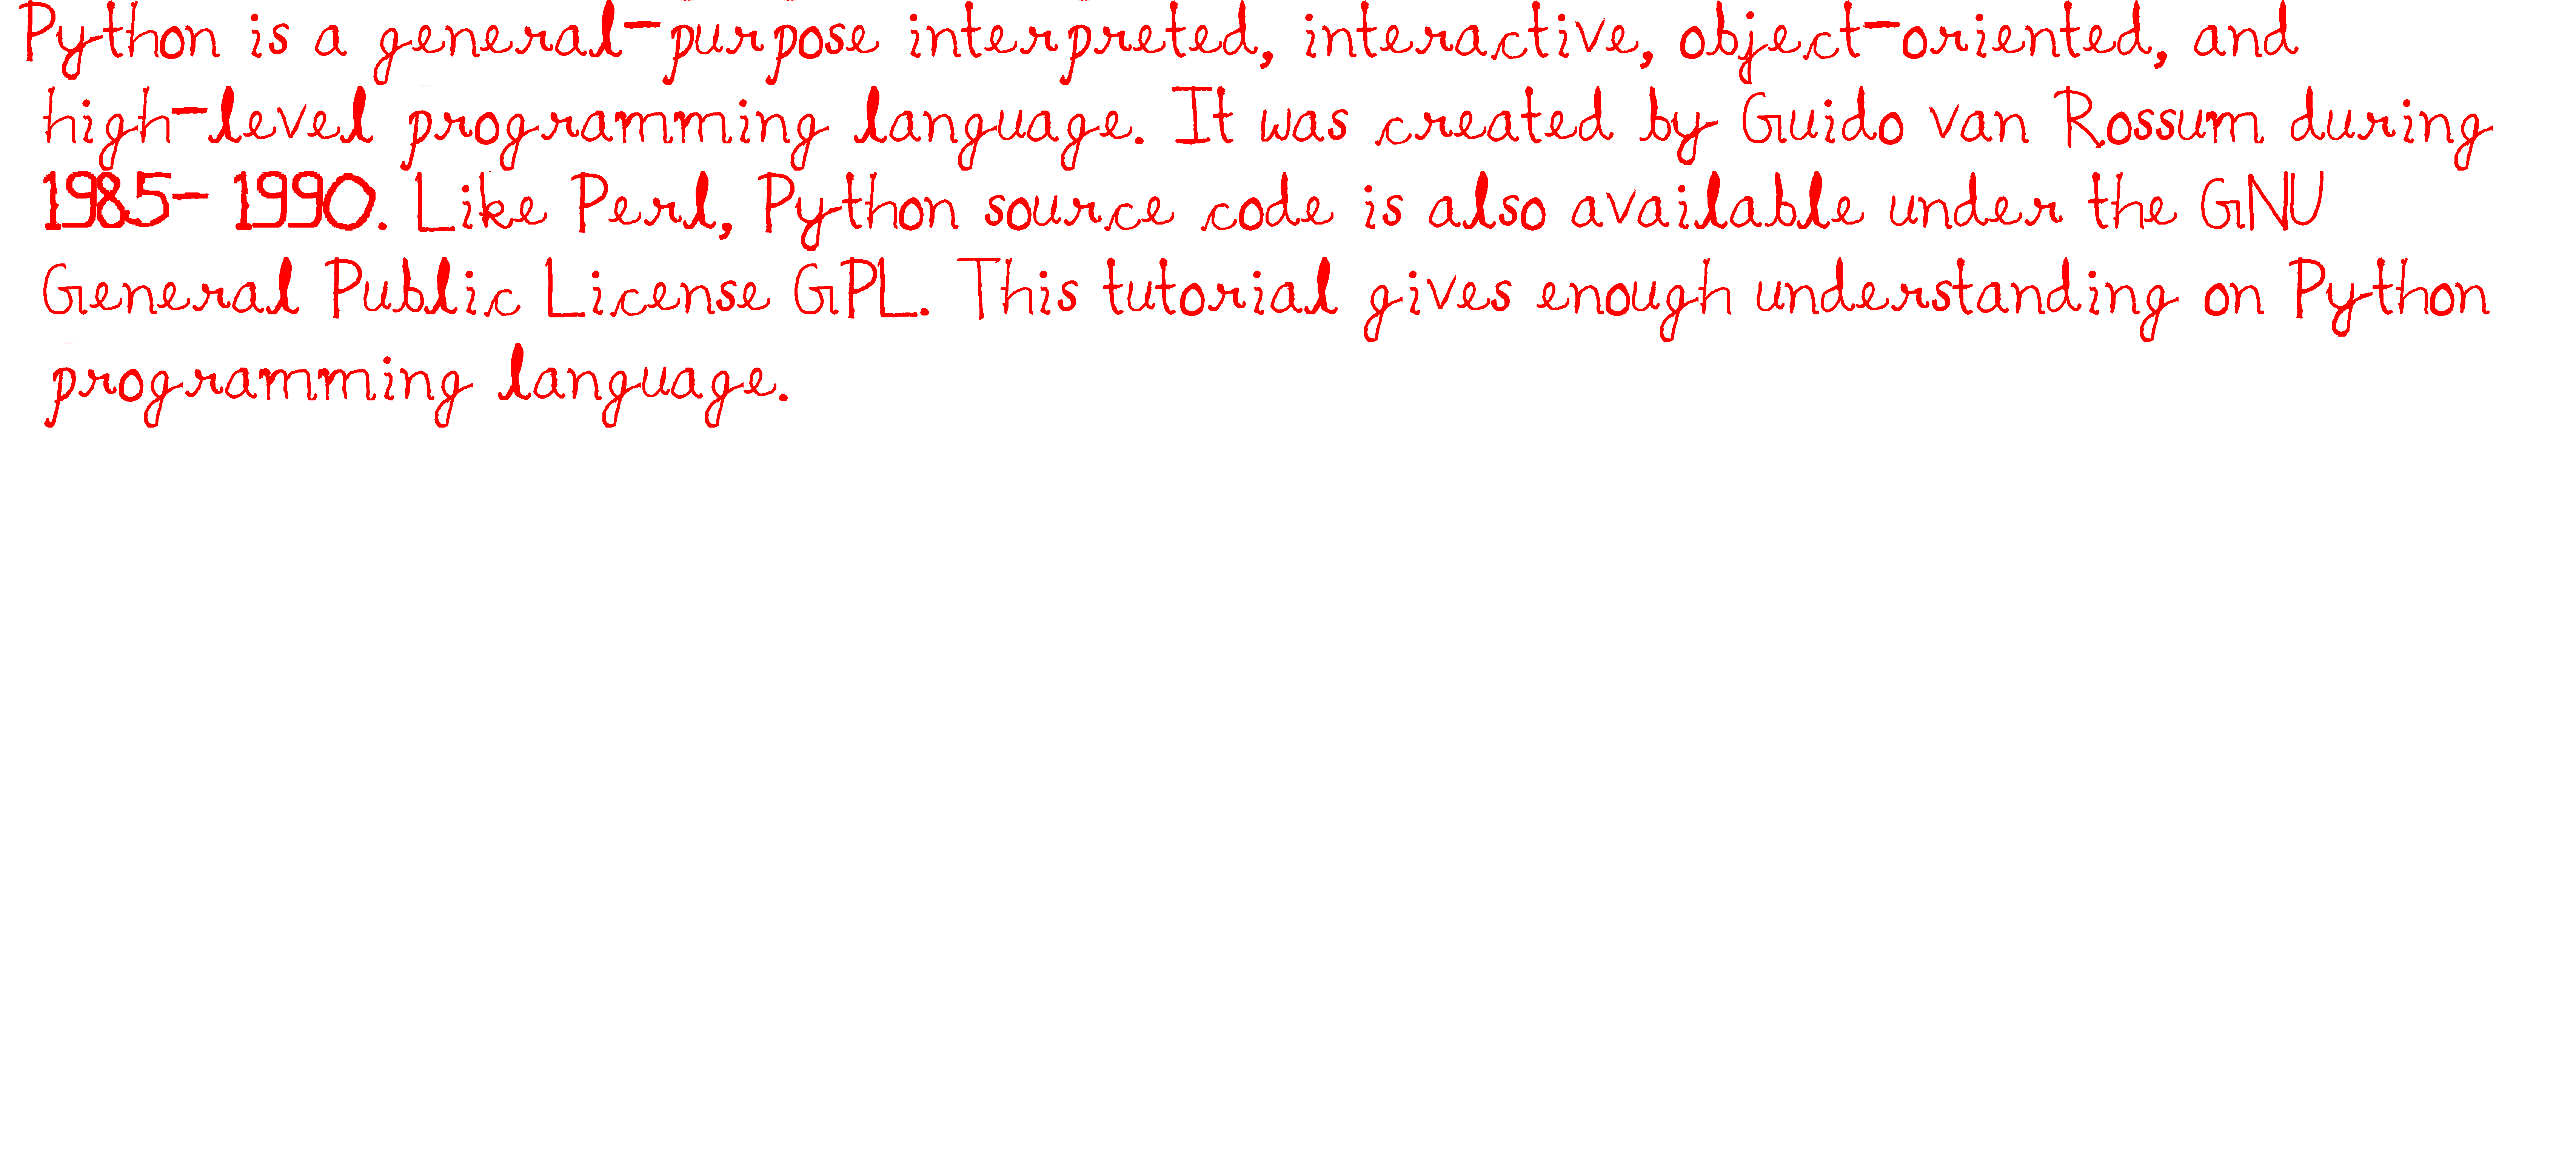 Python is a general-purpose interpreted, interactive, object-oriented, and
high-level programming language. It was created by Guido van Rossum during
1985- 1990. Like Perl, Python source code is also available under the GNU
General Public License GPL. This tutorial gives enough understanding on Python
programming language.